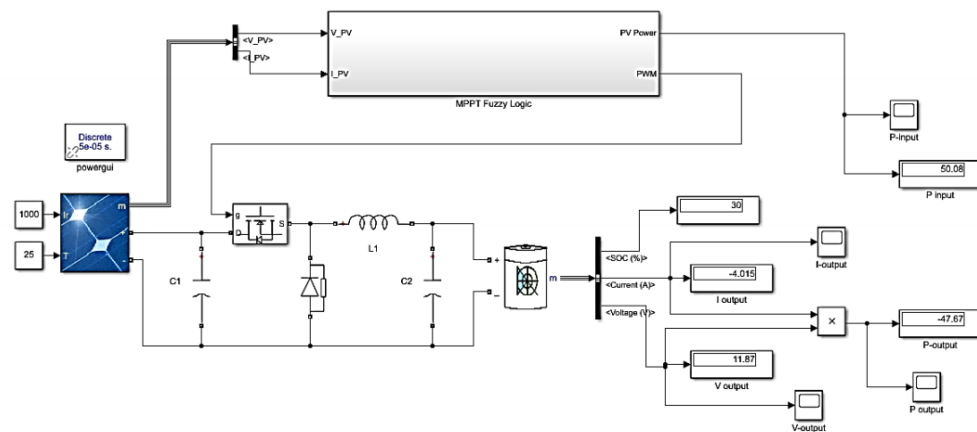 <V_PV>
<I_PV>
V_PV
I_PV
PV Power
PWM
MPPT Fuzzy Logic
P-input
50.08
P input
Discrete
5e-05 s.
powergui
1000
25
Ir
T
m
+
-
g
D
S
L1
C1
C2
+
-
m
<SOC (%)>
<Current (A)>
<Voltage (V)>
30
I-output
-4.015
I output
×
-47.67
P-output
11.87
V output
V-output
P output